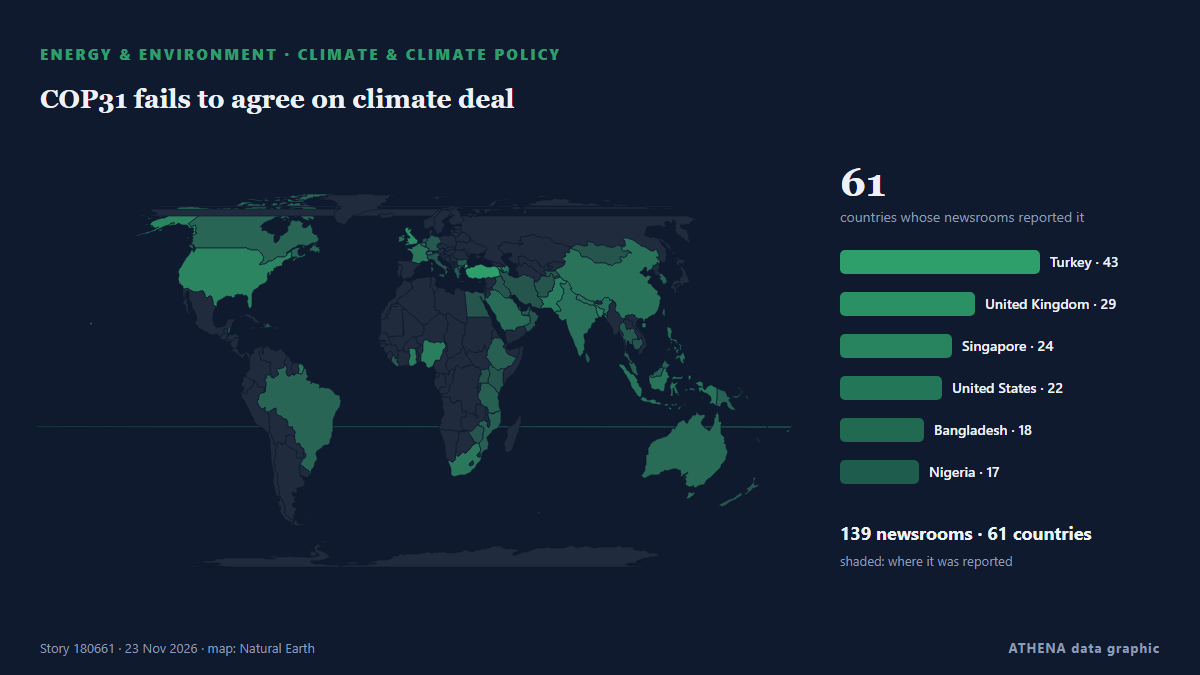 ENERGY & ENVIRONMENT · CLIMATE & CLIMATE POLICY
COP31 fails to agree on climate deal
61
countries whose newsrooms reported it
Turkey · 43
United Kingdom · 29
Singapore · 24
United States · 22
Bangladesh · 18
Nigeria · 17
139 newsrooms · 61 countries
shaded: where it was reported
Story 180661 · 23 Nov 2026 · map: Natural Earth
ATHENA data graphic